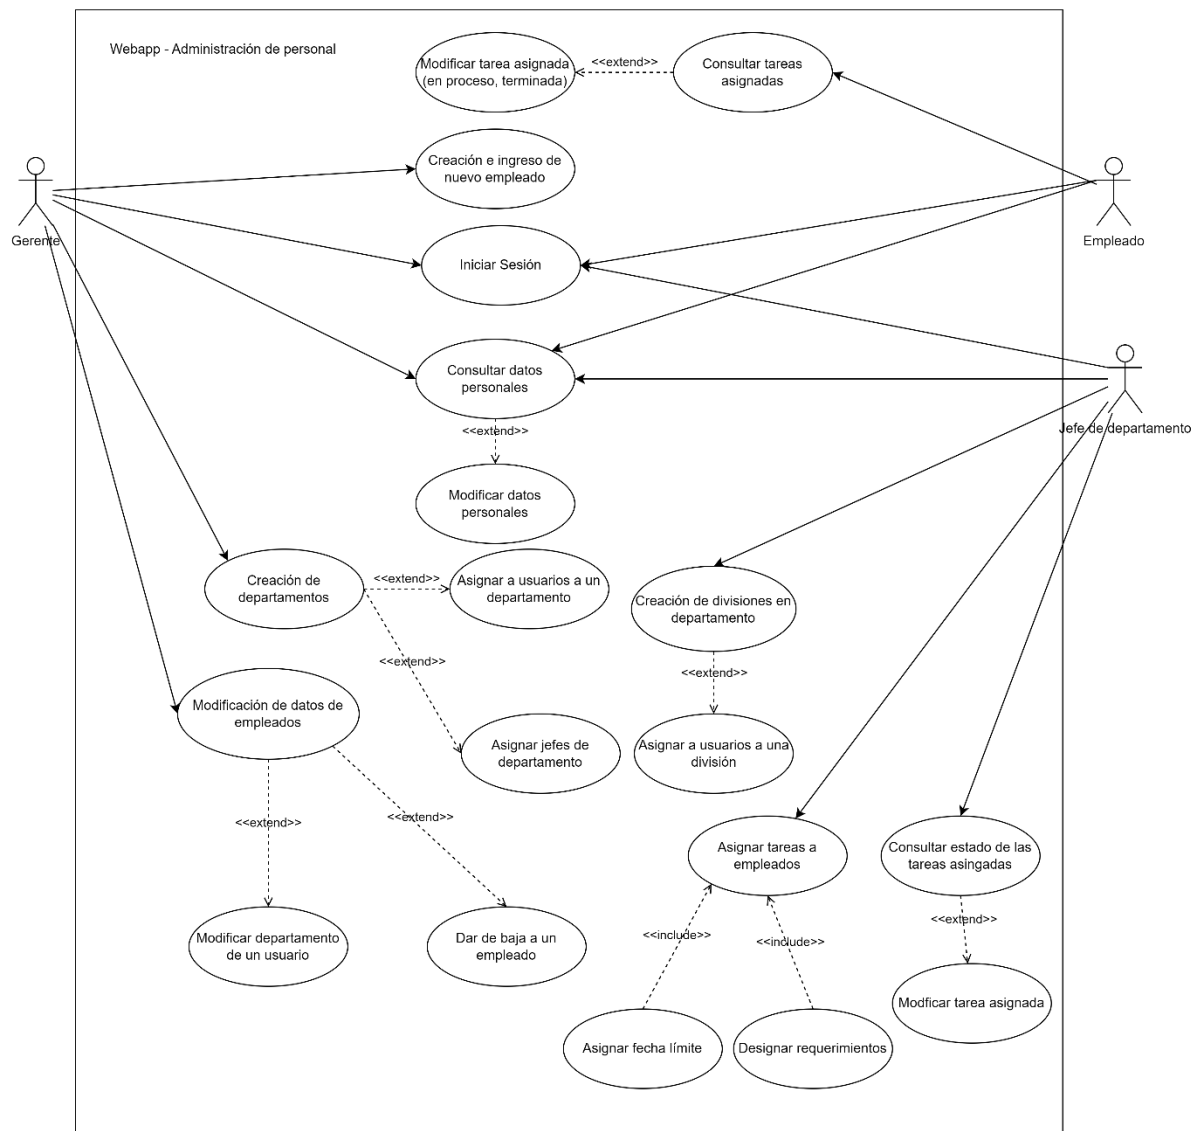 Webapp - Administración de personal
Modificar tarea asignada
(en proceso, terminada)
<<extend>>
Consultar tareas
asignadas
Creación e ingreso de
nuevo empleado
Gerente
Empleado
Iniciar Sesión
Consultar datos
personales
Jefe de departamento
<<extend>>
Modificar datos
personales
Creación de
departamentos
<<extend>>
Asignar a usuarios a un
departamento
Creación de divisiones en
departamento
<<extend>>
<<extend>>
Modificación de datos de
empleados
Asignar jefes de
departamento
Asignar a usuarios a una
división
<<extend>>
<<extend>>
Asignar tareas a
empleados
Consultar estado de las
tareas asingadas
<<extend>>
Modificar departamento
de un usuario
Dar de baja a un
empleado
<<include>>
<<include>>
Modficar tarea asignada
Asignar fecha límite
Designar requerimientos